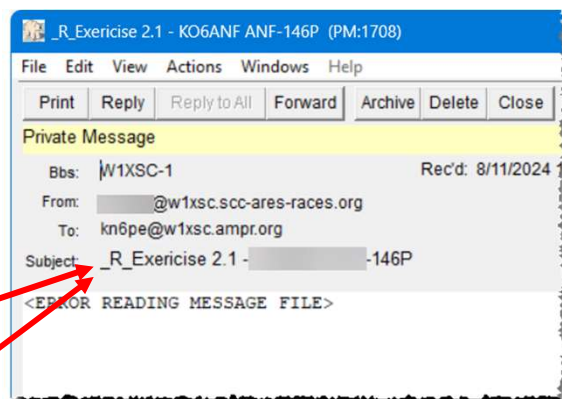 _R_Exericise 2.1 - KO6ANF ANF-146P (PM:1708)
File Edit View Actions Windows Help
Print Reply Reply to All Forward Archive Delete Close
Private Message
Bbs: W1XSC-1 Rec'd: 8/11/2024
From: @w1xsc.scc-ares-races.org
To: kn6pe@w1xsc.ampr.org
Subject: _R_Exericise 2.1 - -146P
<ERROR READING MESSAGE FILE>